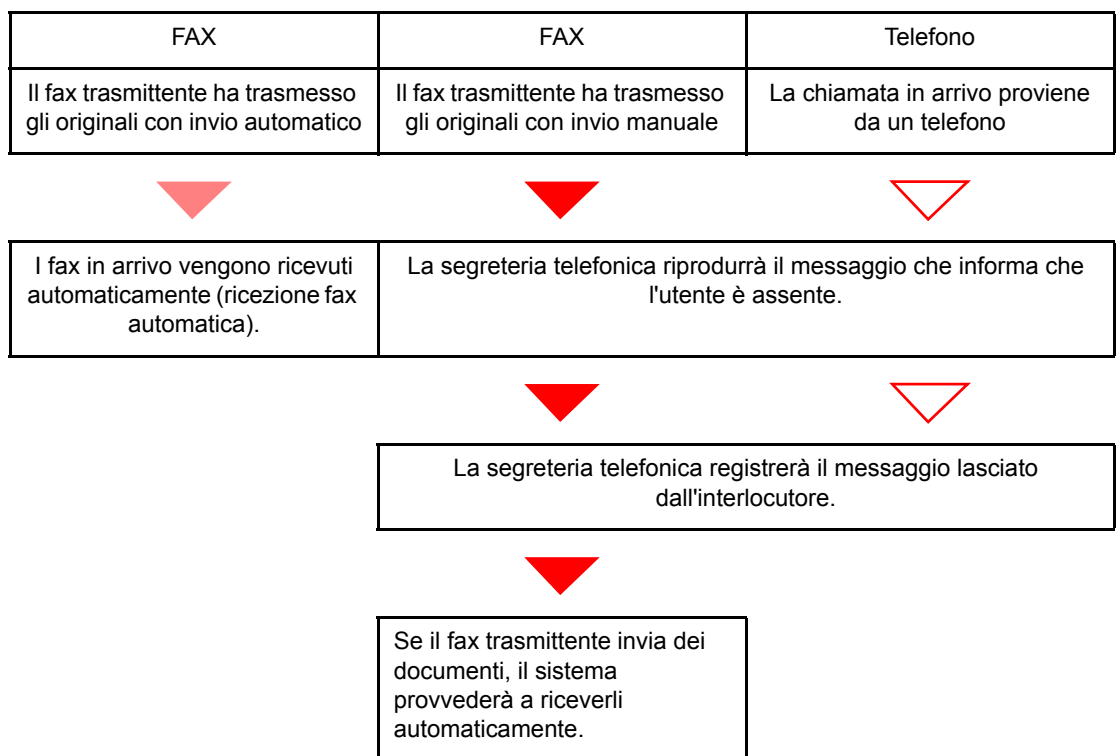 FAX
FAX
Telefono
Il fax trasmittente ha trasmesso
gli originali con invio automatico
Il fax trasmittente ha trasmesso
gli originali con invio manuale
La chiamata in arrivo proviene
da un telefono
I fax in arrivo vengono ricevuti
automaticamente (ricezione fax
automatica).
La segreteria telefonica riprodurrà il messaggio che informa che
l'utente è assente.
La segreteria telefonica registrerà il messaggio lasciato
dall'interlocutore.
Se il fax trasmittente invia dei
documenti, il sistema
provvederà a riceverli
automaticamente.